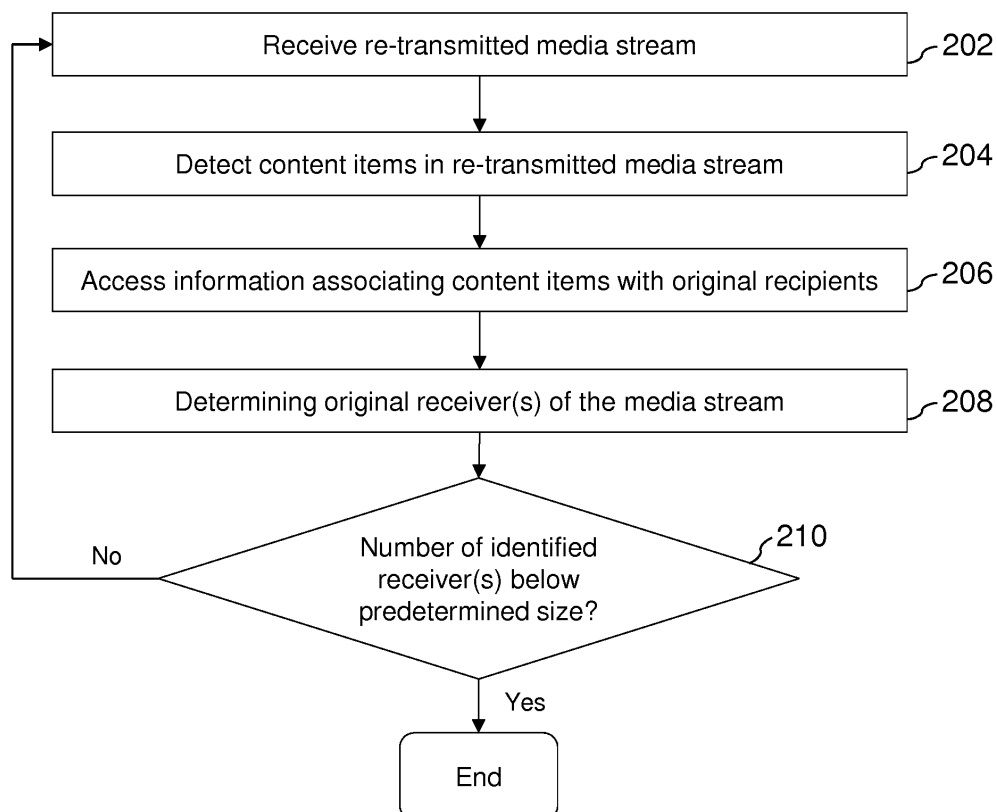 Receive re-transmitted media stream
202
Detect content items in re-transmitted media stream
204
Access information associating content items with original recipients
206
Determining original receiver(s) of the media stream
208
Number of identified
receiver(s) below
predetermined size?
210
No
Yes
End